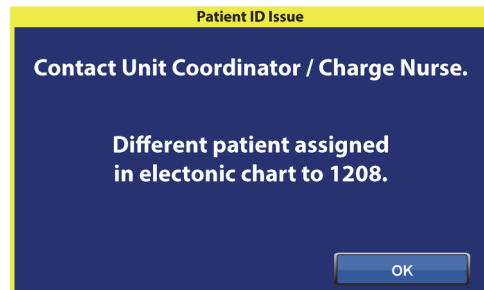 Patient ID Issue
Contact Unit Coordinator / Charge Nurse.
Different patient assigned
in electonic chart to 1208.
OK